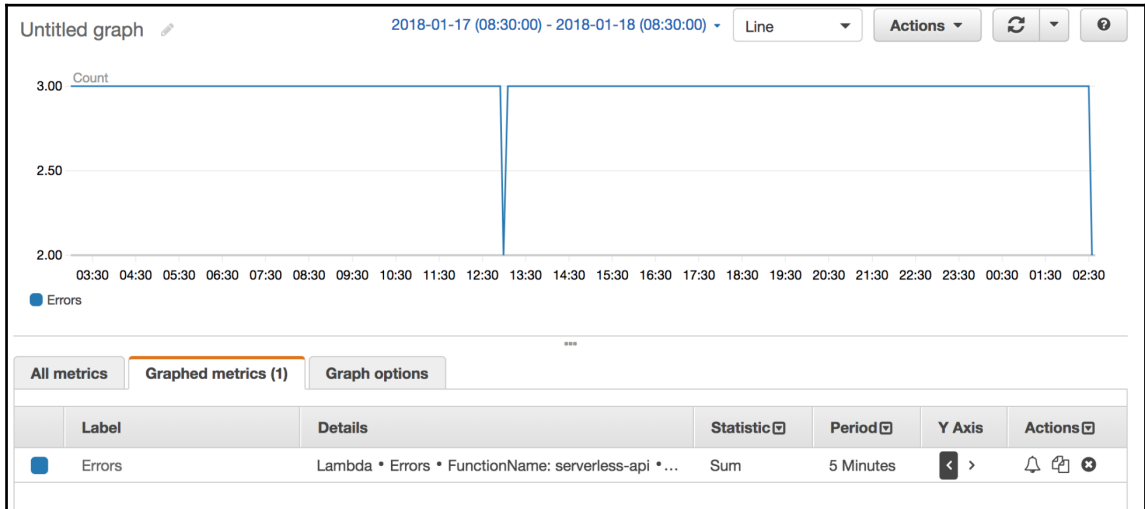 Untitled graph
2018-01-17 (08:30:00) - 2018-01-18 (08:30:00)
Line
Actions
Count
3.00
2.50
2.00
03:30 04:30 05:30 06:30 07:30 08:30 09:30 10:30 11:30 12:30 13:30 14:30 15:30 16:30 17:30 18:30 19:30 20:30 21:30 22:30 23:30 00:30 01:30 02:30
Errors
All metrics
Graphed metrics (1)
Graph options
Label Details Statistic Period Y Axis Actions
Errors Lambda • Errors • FunctionName: serverless-api •... Sum 5 Minutes < >